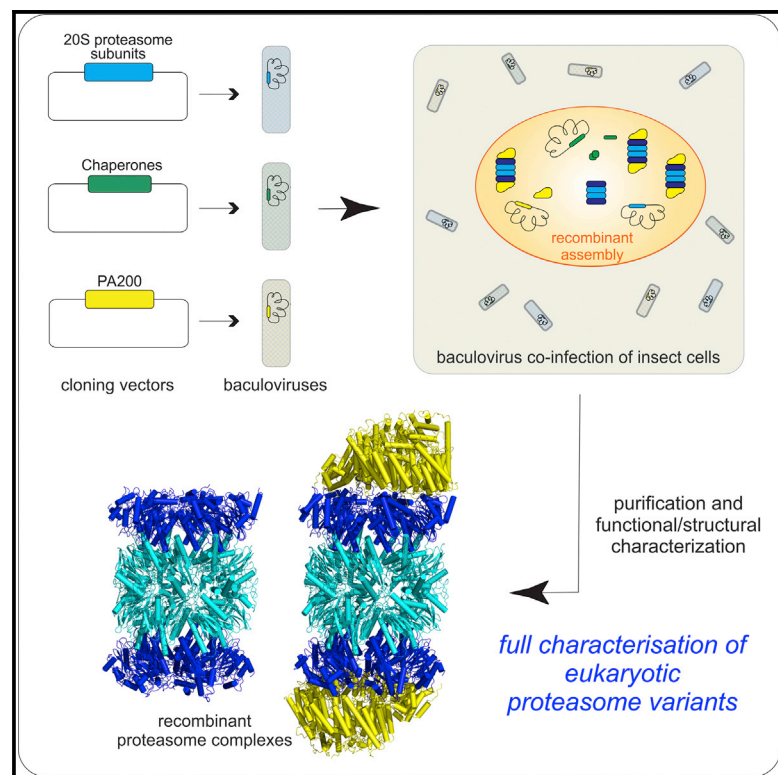 20S proteasome
subunits
Chaperones
PA200
cloning vectors
baculoviruses
recombinant
assembly
baculovirus co-infection of insect cells
purification and
functional/structural
characterization
full characterisation of
eukaryotic
proteasome variants
recombinant
proteasome complexes